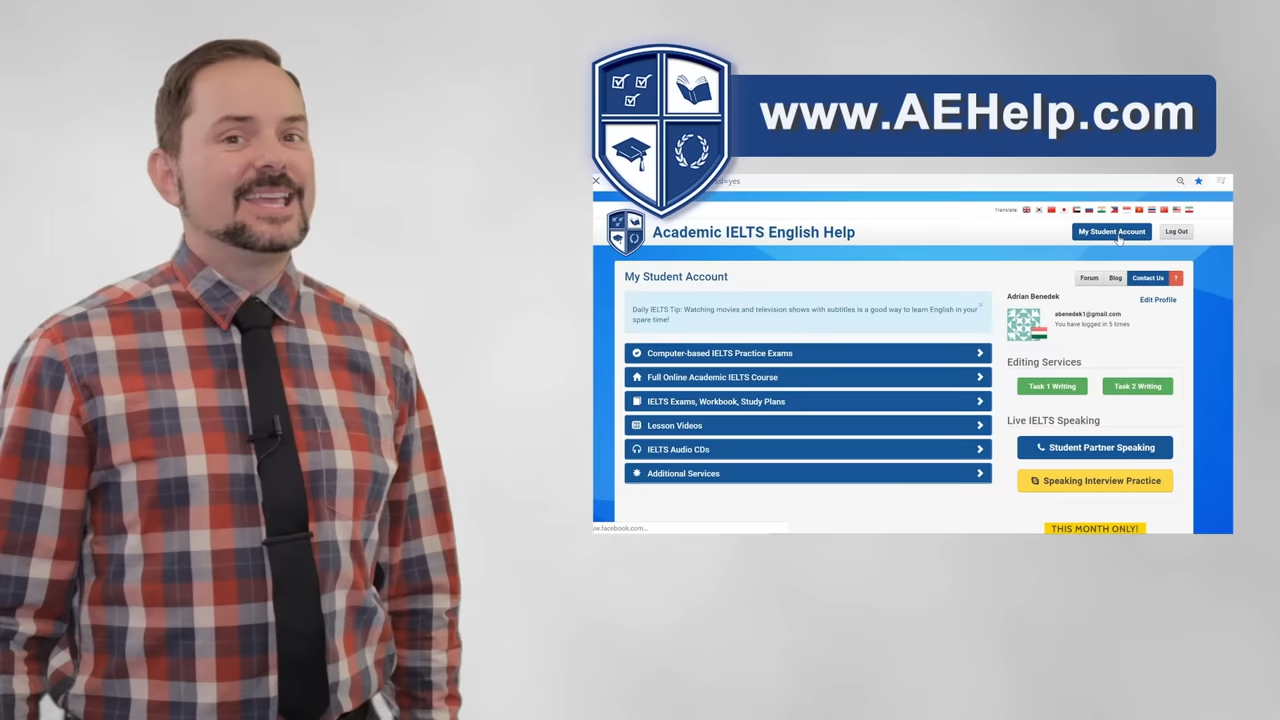 www.AEHelp.com
=yes
Translate:
Academic IELTS English Help
My Student Account
Log Out
My Student Account
Forum
Blog
Contact Us
?
Daily IELTS Tip: Watching movies and television shows with subtitles is a good way to learn English in your
spare time!
Adrian Benedek
Edit Profile
abenedek1@gmail.com
You have logged in 5 times
Computer-based IELTS Practice Exams
Full Online Academic IELTS Course
IELTS Exams, Workbook, Study Plans
Lesson Videos
IELTS Audio CDs
Additional Services
Editing Services
Task 1 Writing
Task 2 Writing
Live IELTS Speaking
Student Partner Speaking
Speaking Interview Practice
THIS MONTH ONLY!
w.facebook.com...